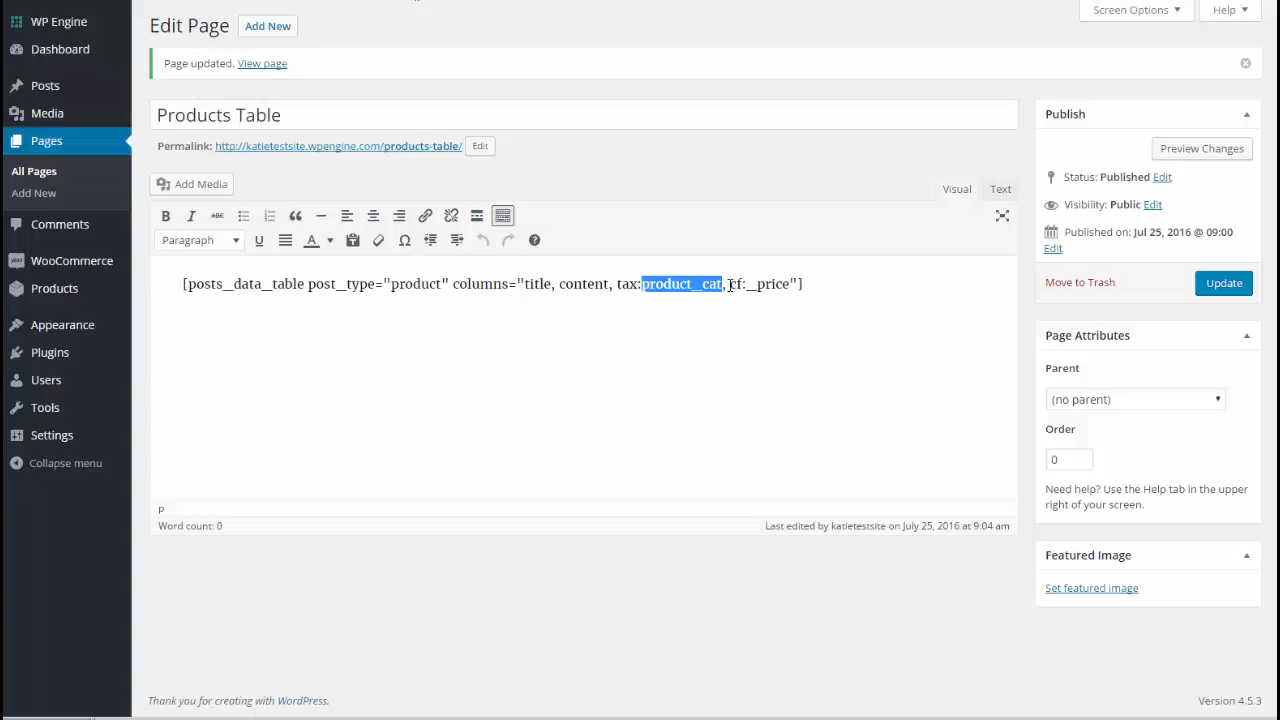 WP Engine
Dashboard
Posts
Media
Pages
All Pages
Add New
Comments
WooCommerce
Products
Appearance
Plugins
Users
Tools
Settings
Collapse menu
Screen Options Help
Edit Page Add New
Page updated. View page
Products Table
Permalink: http://katietestsite.wpengine.com/products-table/ Edit
Add Media
Visual Text
B I ABC
Paragraph U A Ω
[posts_data_table post_type="product" columns="title, content, tax:product_cat, cf:_price"]
p
Word count: 0 Last edited by katietestsite on July 25, 2016 at 9:04 am
Publish
Preview Changes
Status: Published Edit
Visibility: Public Edit
Published on: Jul 25, 2016 @ 09:00
Edit
Move to Trash Update
Page Attributes
Parent
(no parent)
Order
0
Need help? Use the Help tab in the upper
right of your screen.
Featured Image
Set featured image
Thank you for creating with WordPress. Version 4.5.3